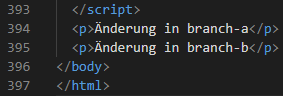 393 </script>
394 <p>Änderung in branch-a</p>
395 <p>Änderung in branch-b</p>
396 </body>
397 </html>